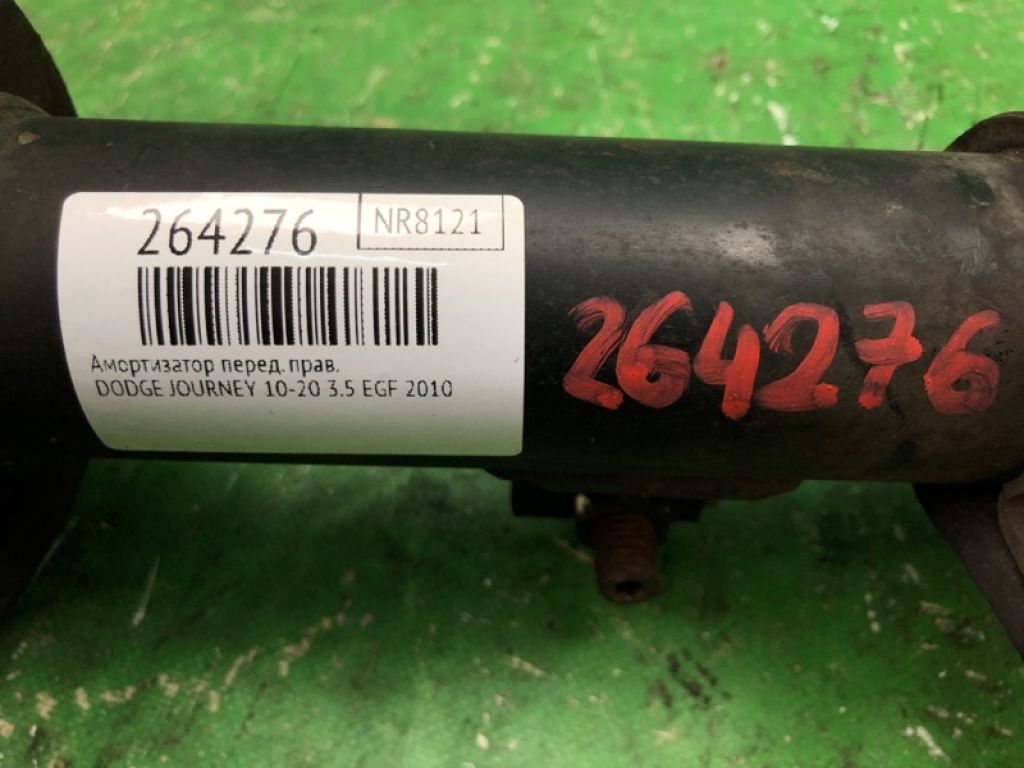 264276
NR8121
Амортизатор перед. прав.
DODGE JOURNEY 10-20 3.5 EGF 2010
264276